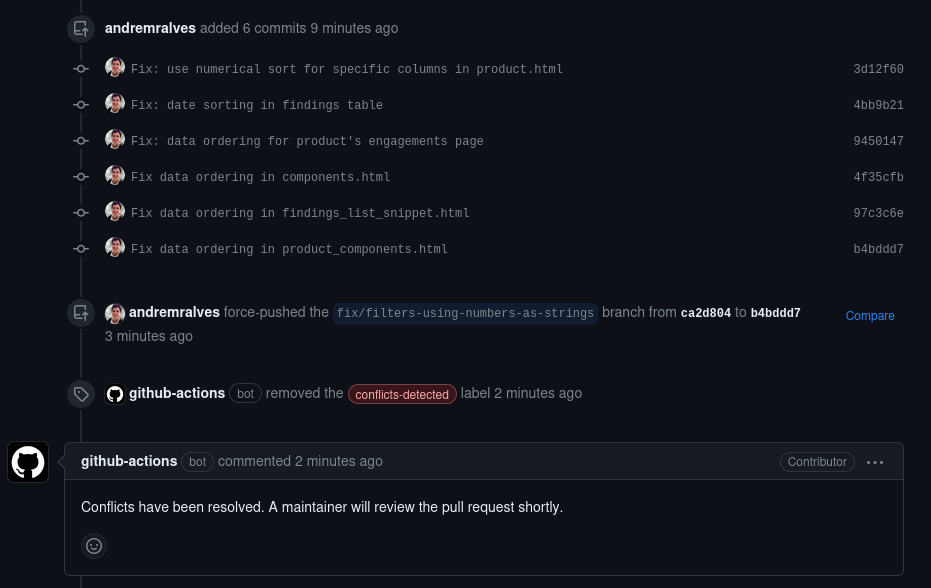 andremralves added 6 commits 9 minutes ago
Fix: use numerical sort for specific columns in product.html 3d12f60
Fix: date sorting in findings table 4bb9b21
Fix: data ordering for product's engagements page 9450147
Fix data ordering in components.html 4f35cfb
Fix data ordering in findings_list_snippet.html 97c3c6e
Fix data ordering in product_components.html b4bddd7
andremralves force-pushed the fix/filters-using-numbers-as-strings branch from ca2d804 to b4bddd7 Compare
3 minutes ago
github-actions bot removed the conflicts-detected label 2 minutes ago
github-actions bot commented 2 minutes ago Contributor
Conflicts have been resolved. A maintainer will review the pull request shortly.